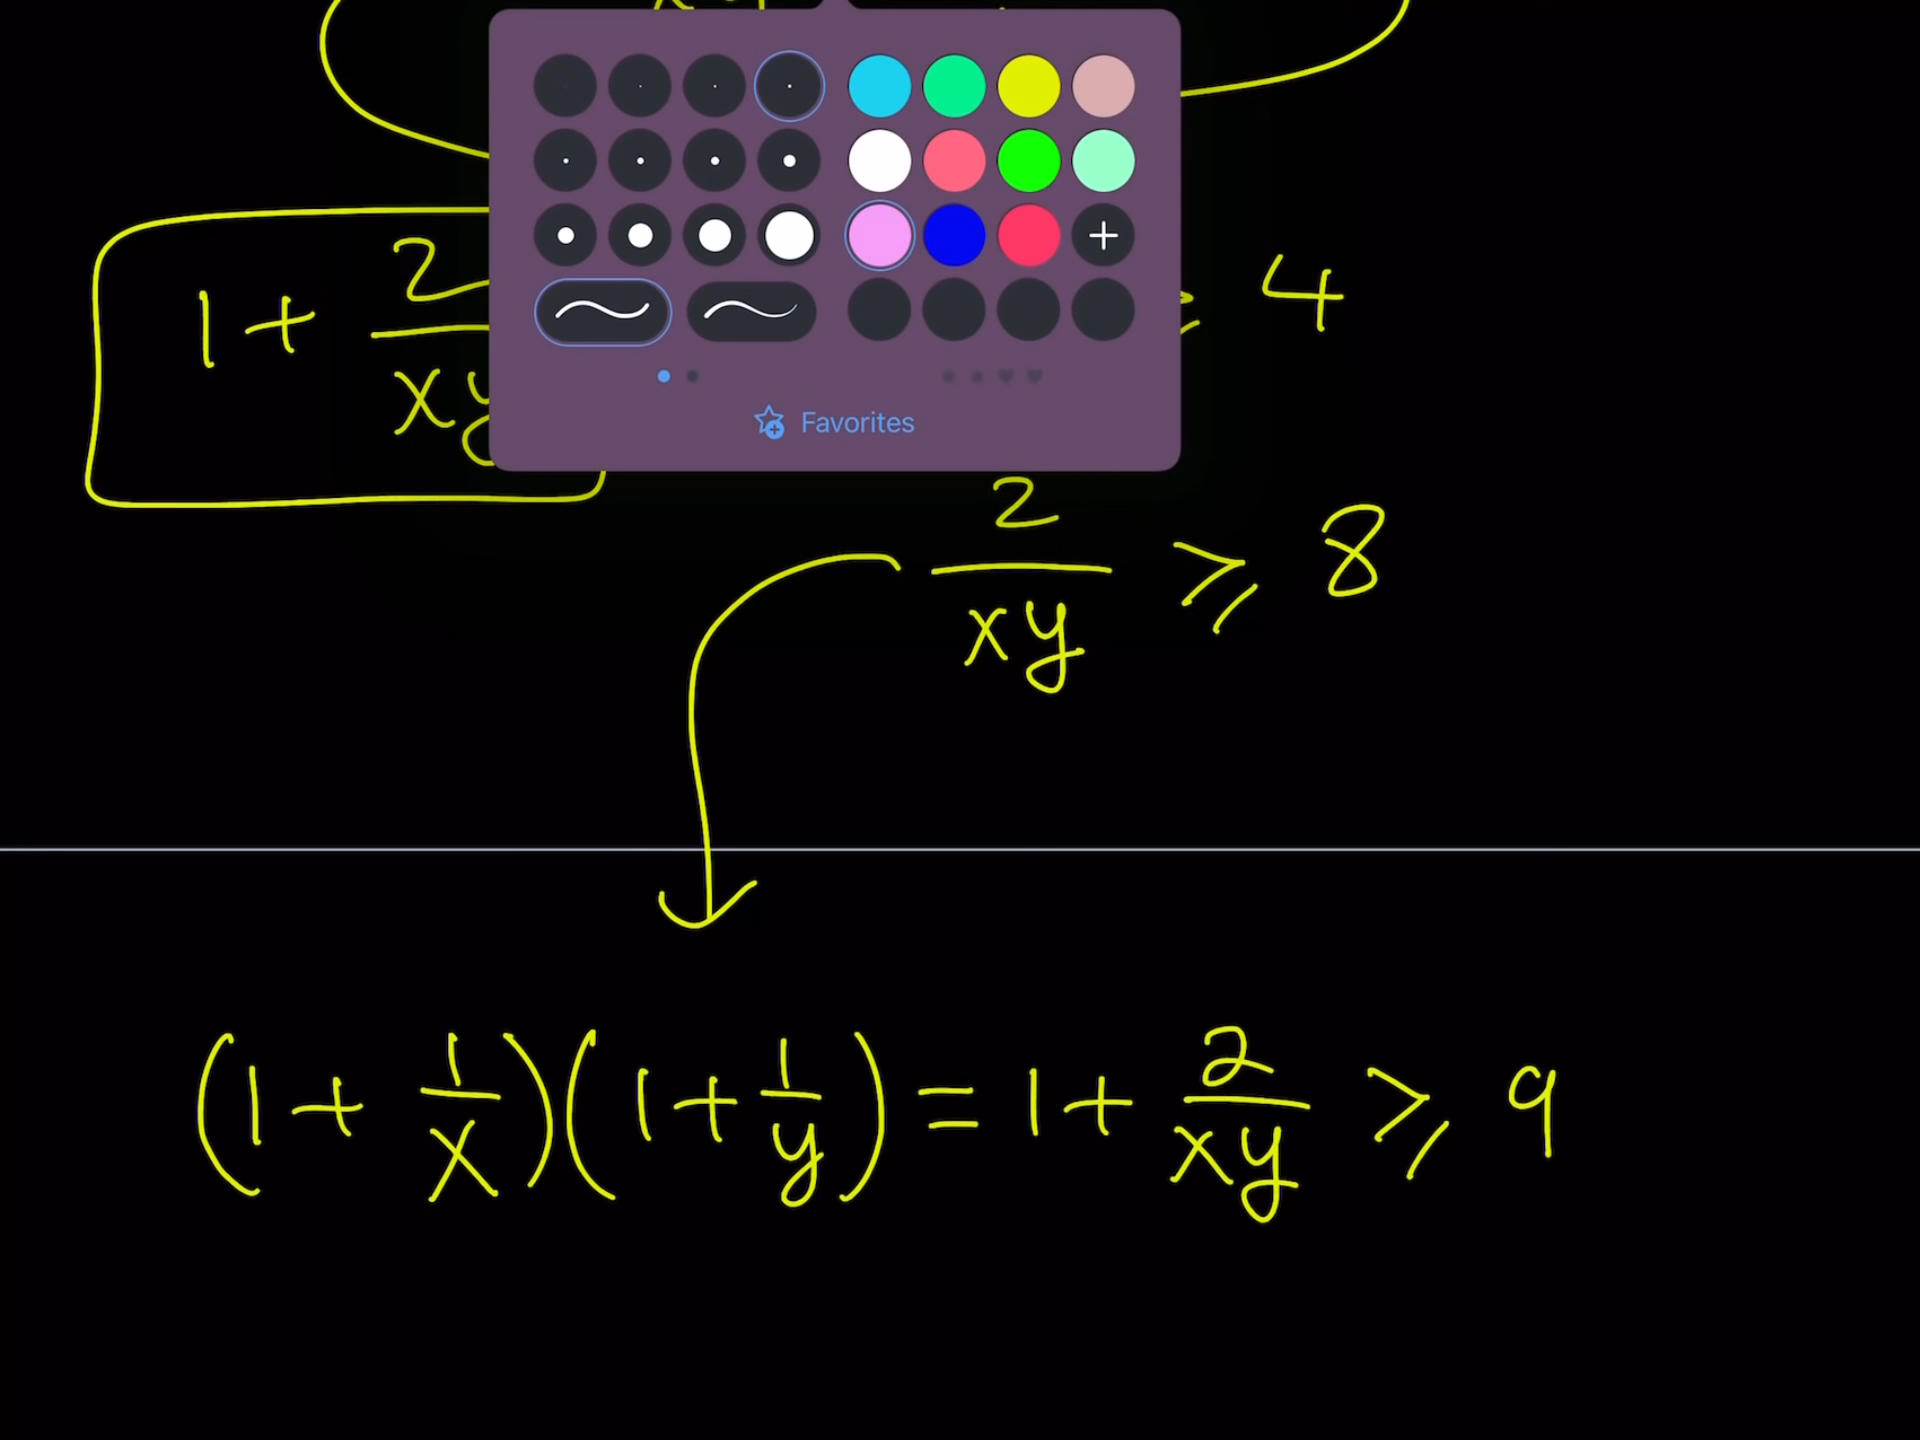 1 + 2/xy ≥ 4
Favorites
2/xy ≥ 8
(1 + 1/x)(1 + 1/y) = 1 + 2/xy ≥ 9